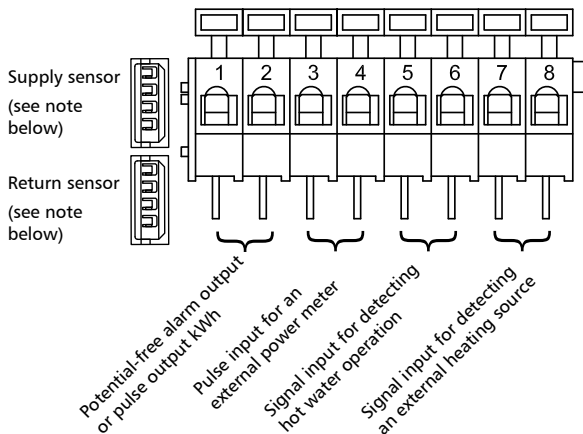 1 2 3 4 5 6 7 8
Supply sensor
(see note
below)
Return sensor
(see note
below)
Potential-free alarm output
or pulse output kWh
Pulse input for an
external power meter
Signal input for detecting
hot water operation
Signal input for detecting
an external heating source